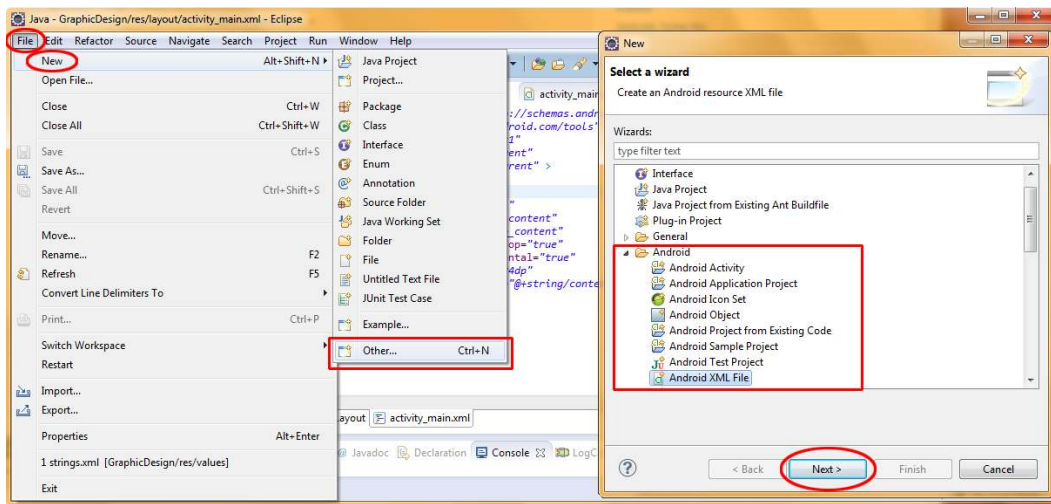 Java - GraphicDesign/res/layout/activity_main.xml - Eclipse
File Edit Refactor Source Navigate Search Project Run Window Help
New Alt+Shift+N
Open File...
Close Ctrl+W
Close All Ctrl+Shift+W
Save Ctrl+S
Save As...
Save All Ctrl+Shift+S
Revert
Move...
Rename... F2
Refresh F5
Convert Line Delimiters To
Print... Ctrl+P
Switch Workspace
Restart
Import...
Export...
Properties Alt+Enter
1 strings.xml [GraphicDesign/res/values]
Exit
Java Project
Project...
Package
Class
Interface
Enum
Annotation
Source Folder
Java Working Set
Folder
File
Untitled Text File
JUnit Test Case
Example...
Other... Ctrl+N
activity_mair
://schemas.andr
roid.com/tools"
1"
ent"
rent" >
"
content"
_content"
op="true"
ntal="true"
4dp"
"@+string/conte
ayout activity_main.xml
@ Javadoc Declaration Console LogC
New
Select a wizard
Create an Android resource XML file
Wizards:
type filter text
Interface
Java Project
Java Project from Existing Ant Buildfile
Plug-in Project
General
Android
Android Activity
Android Application Project
Android Icon Set
Android Object
Android Project from Existing Code
Android Sample Project
Android Test Project
Android XML File
? < Back Next > Finish Cancel